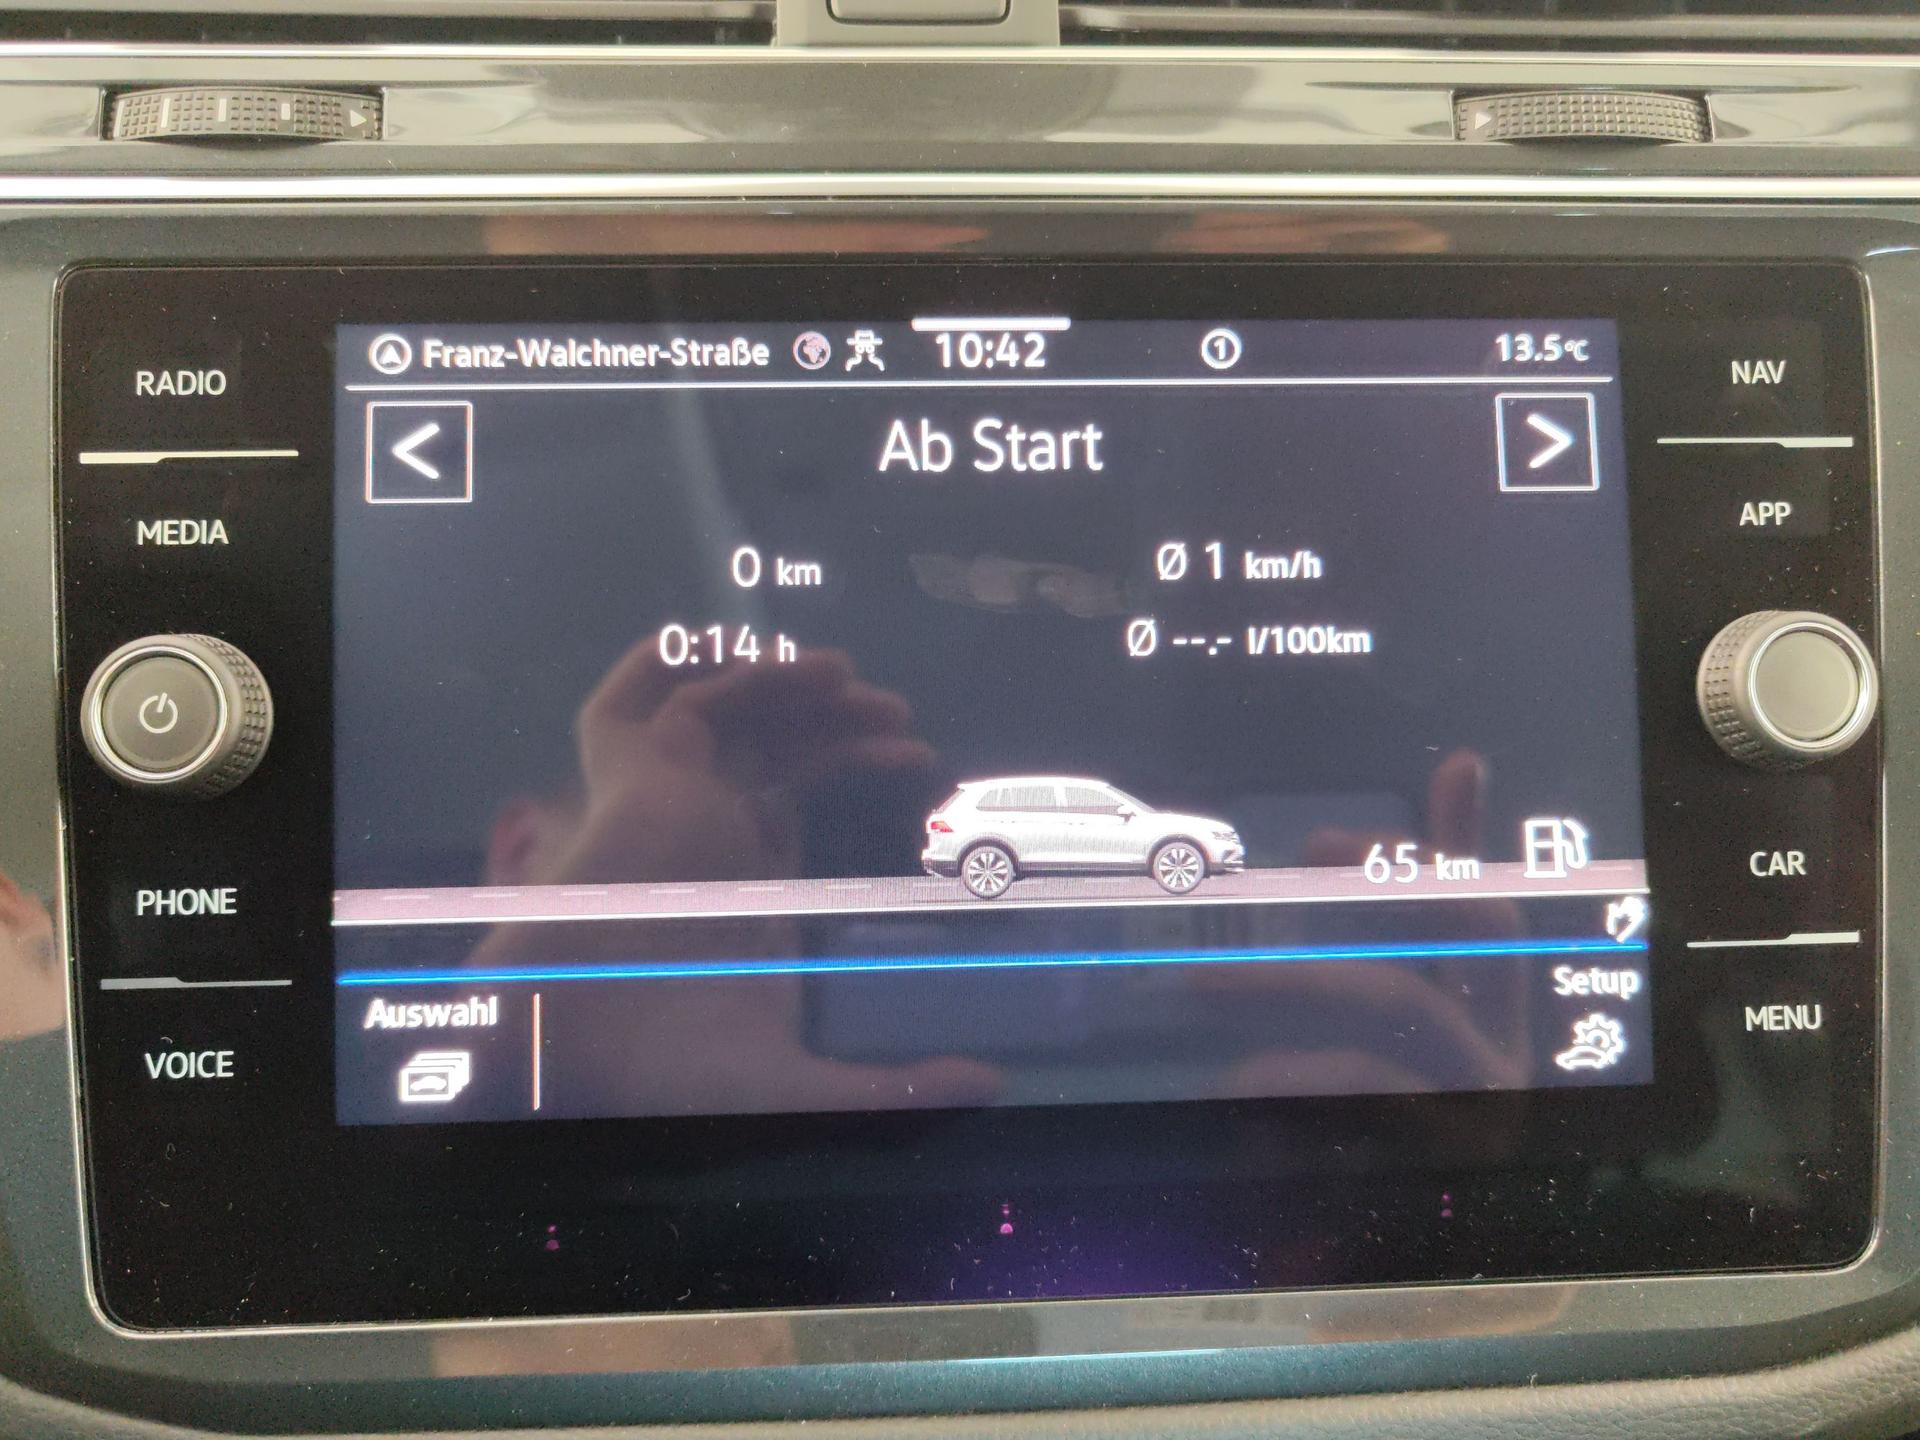 Franz-Walchner-Straße 10:42 1 13.5°C
RADIO
NAV
< Ab Start >
MEDIA
APP
0 km Ø 1 km/h
0:14 h Ø --.- l/100km
65 km
PHONE
CAR
Auswahl
Setup
VOICE
MENU